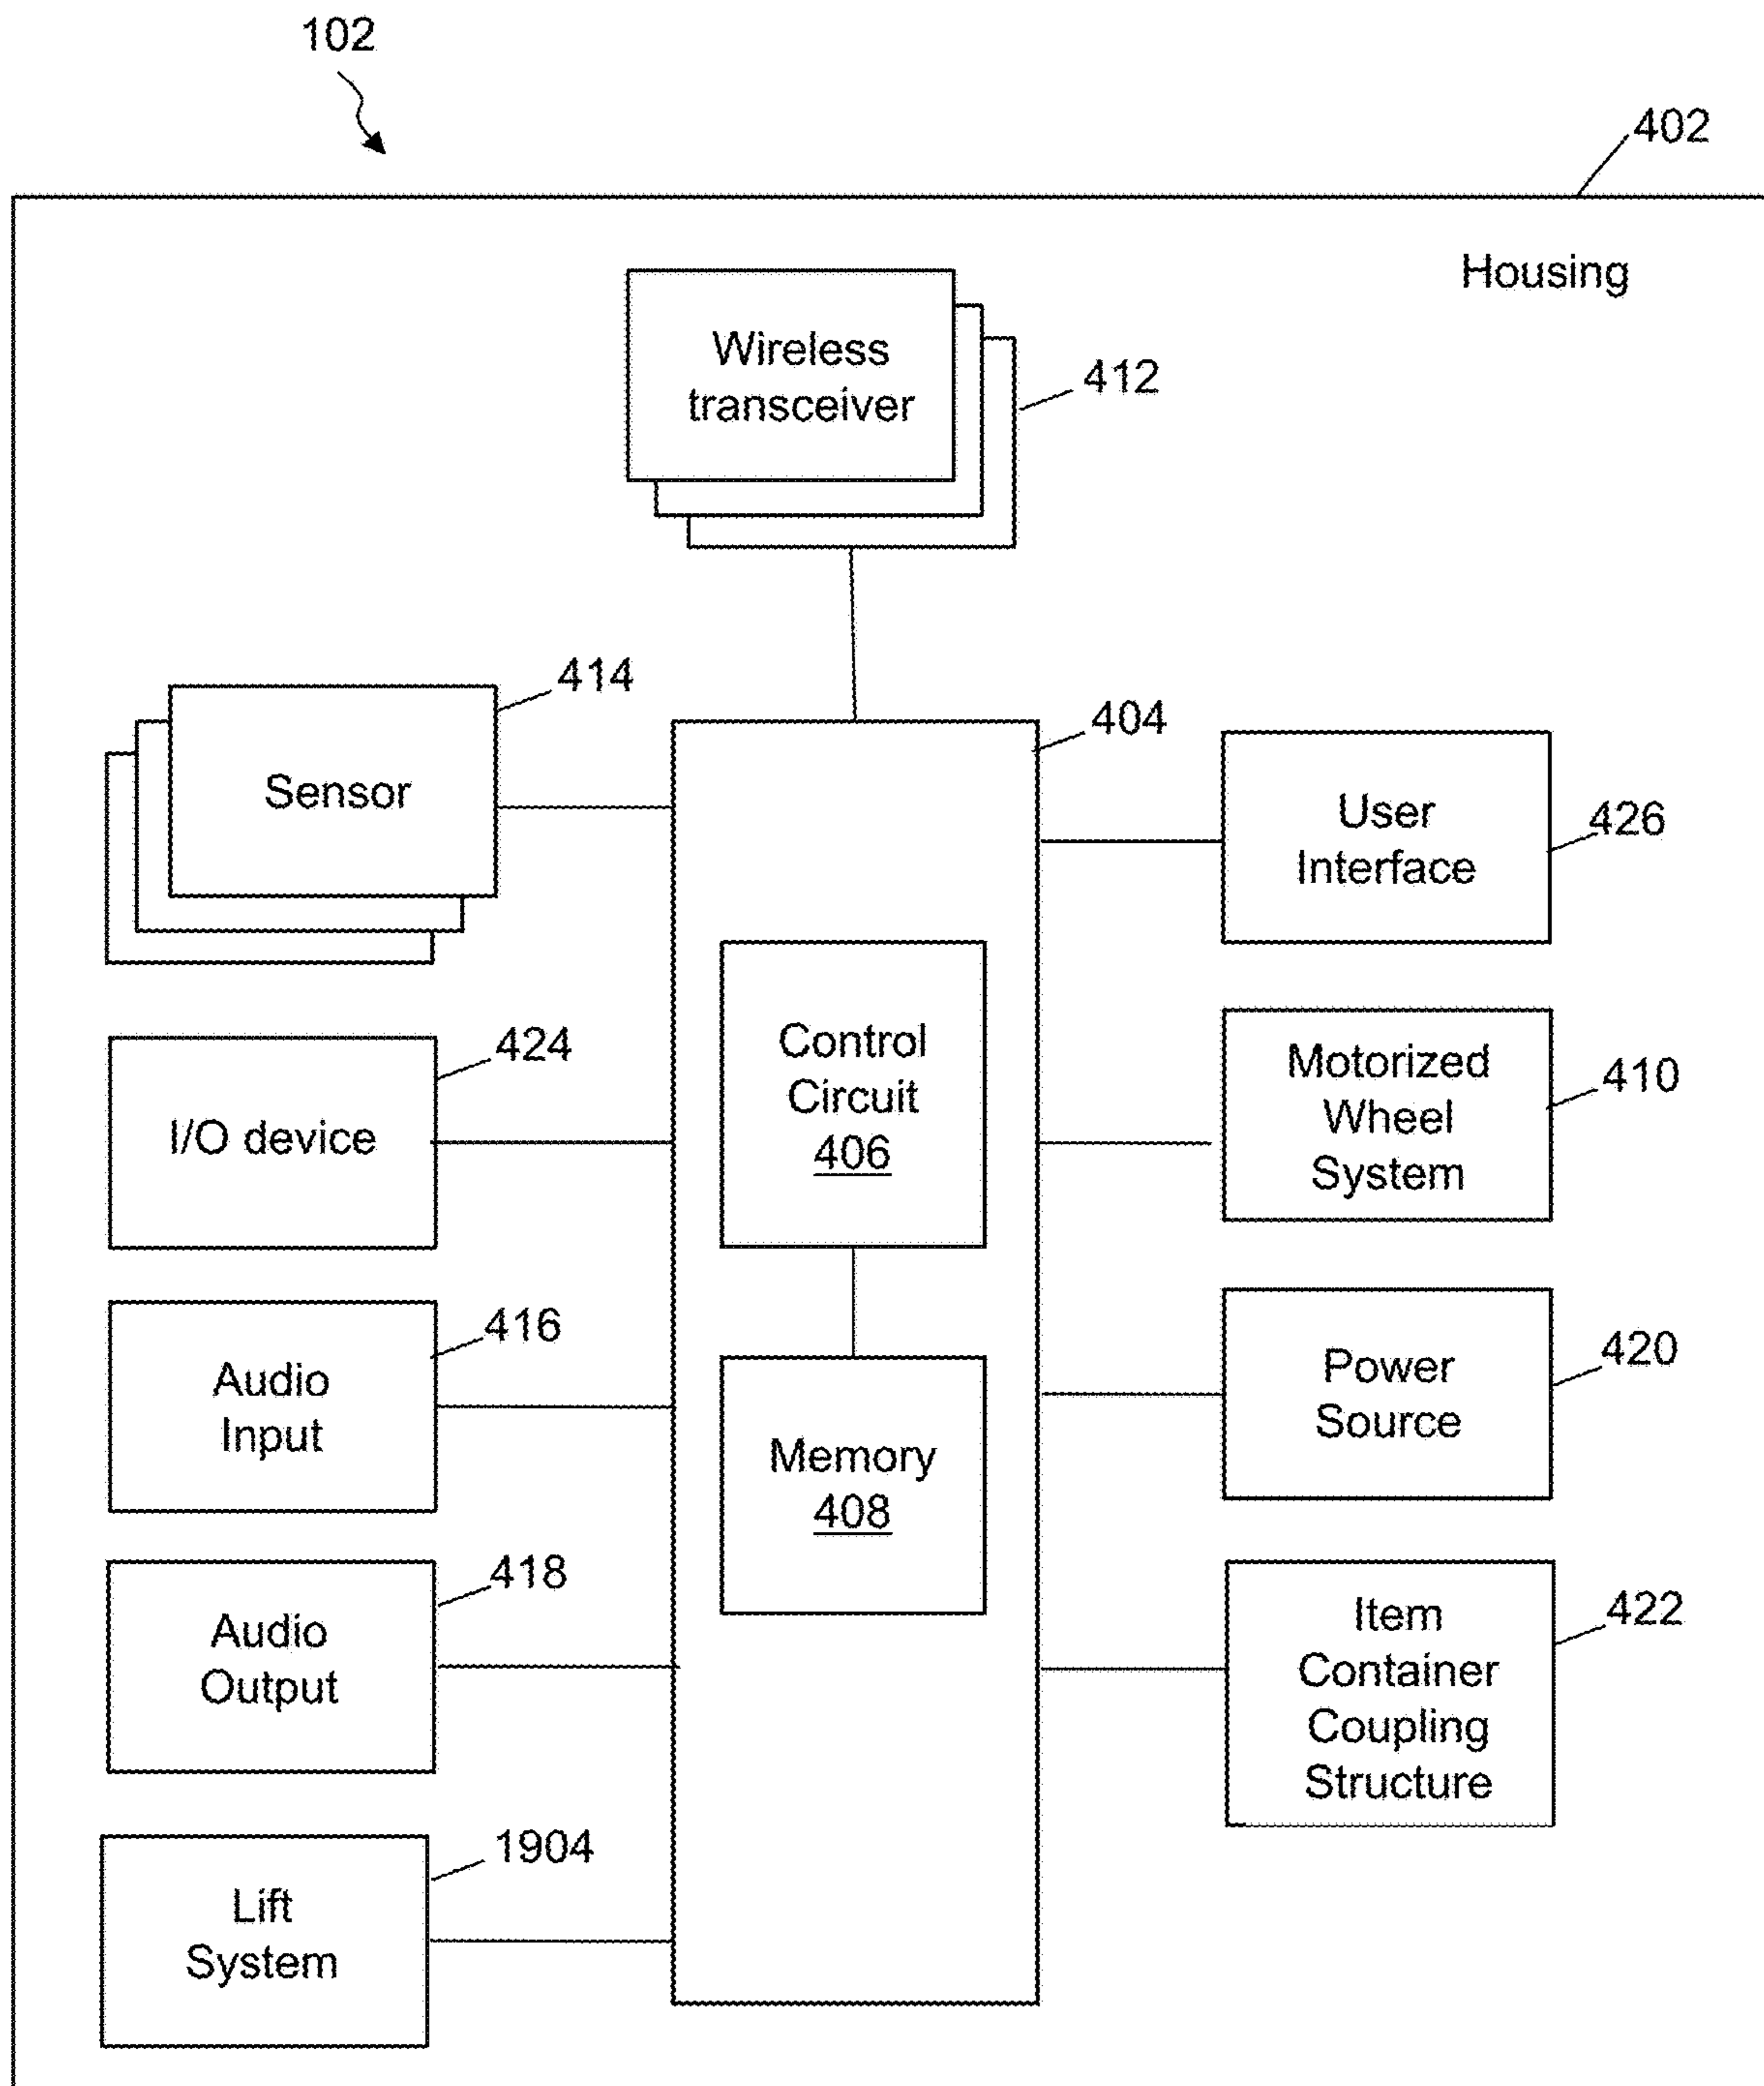 102
402
Housing
Wireless
transceiver
412
414
Sensor
404
User
Interface
426
424
I/O device
Control
Circuit
406
Motorized
Wheel
System
410
416
Audio
Input
Memory
408
Power
Source
420
418
Audio
Output
Item
Container
Coupling
Structure
422
1904
Lift
System